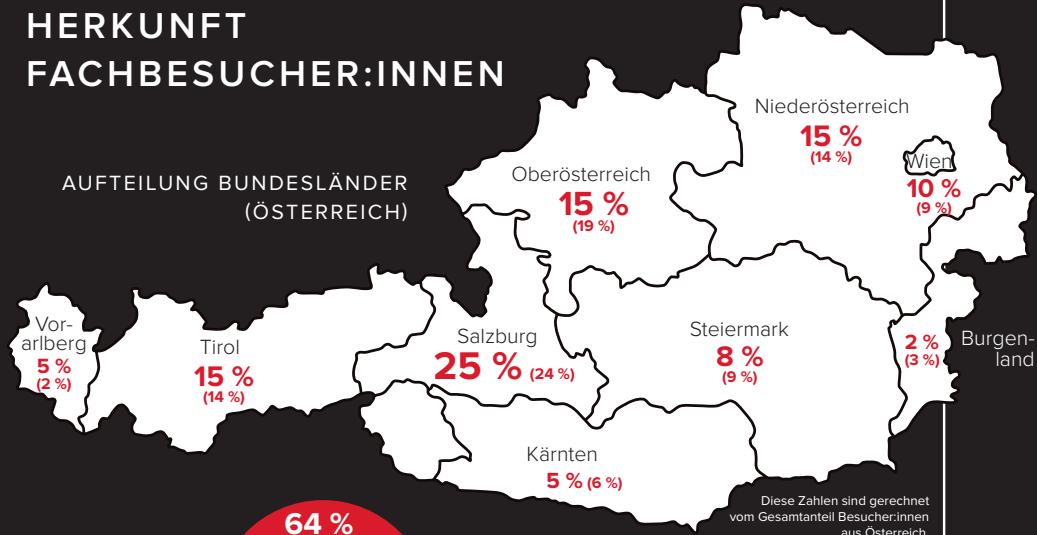 HERKUNFT
FACHBESUCHER:INNEN
AUFTEILUNG BUNDESLÄNDER
(ÖSTERREICH)
Niederösterreich
15 %
(14 %)
Wien
10 %
(9 %)
Oberösterreich
15 %
(19 %)
Vor-
arlberg
5 %
(2 %)
Tirol
15 %
(14 %)
Salzburg
25 % (24 %)
Steiermark
8 %
(9 %)
2 %
(3 %)
Burgen-
land
Kärnten
5 % (6 %)
64 %
Diese Zahlen sind gerechnet
vom Gesamtanteil Besucher:innen
aus Österreich.